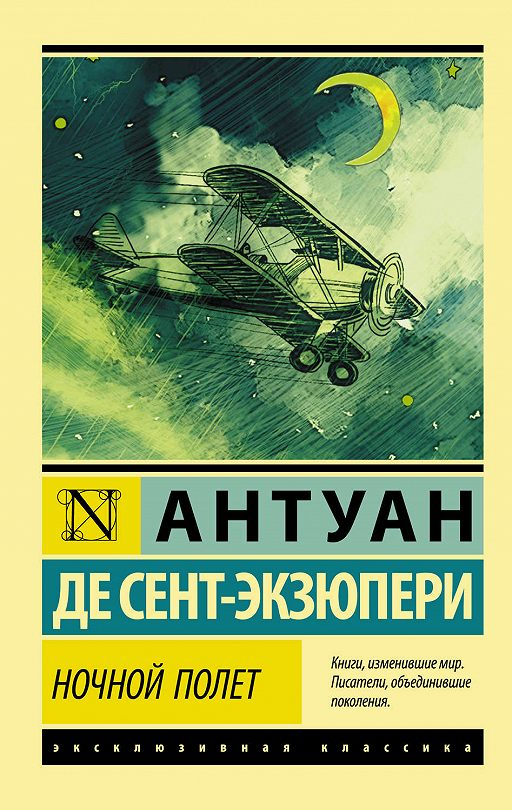 N
АНТУАН
ДЕ СЕНТ-ЭКЗЮПЕРИ
НОЧНОЙ ПОЛЕТ
Книги, изменившие мир.
Писатели, объединившие
поколения.
эксклюзивная классика